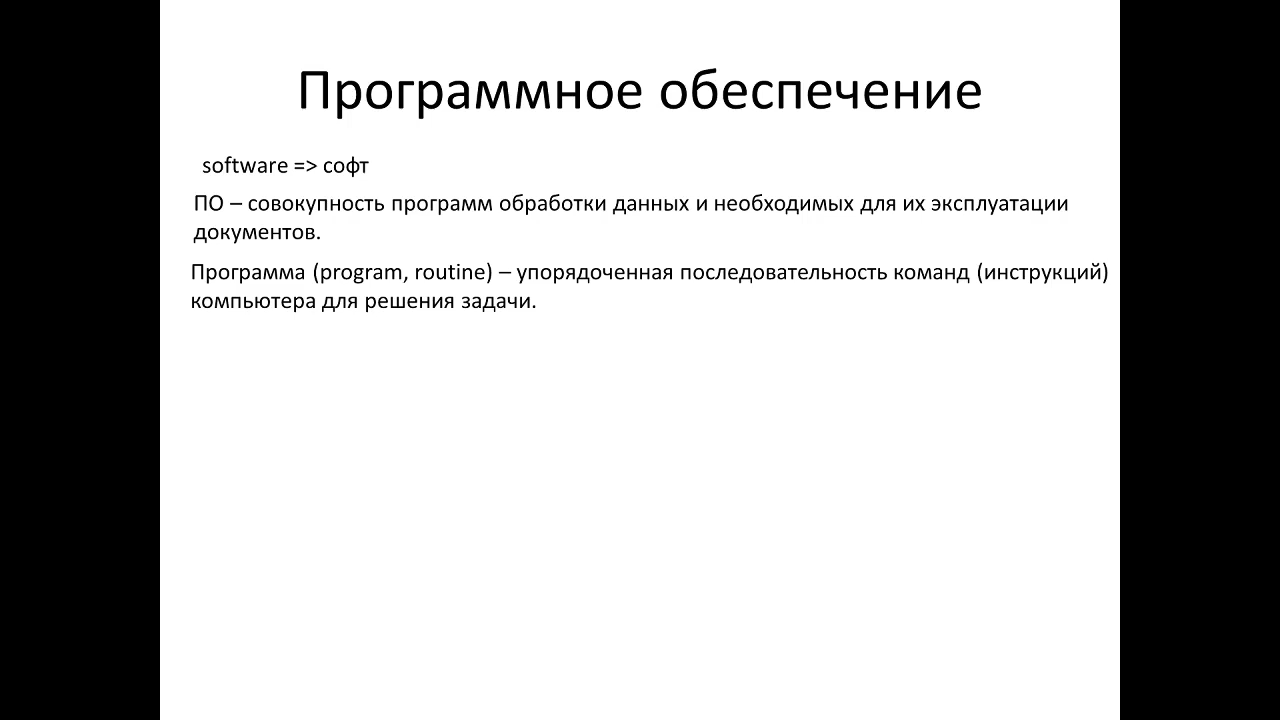 Программное обеспечение
software => софт
ПО – совокупность программ обработки данных и необходимых для их эксплуатации
документов.
Программа (program, routine) – упорядоченная последовательность команд (инструкций)
компьютера для решения задачи.